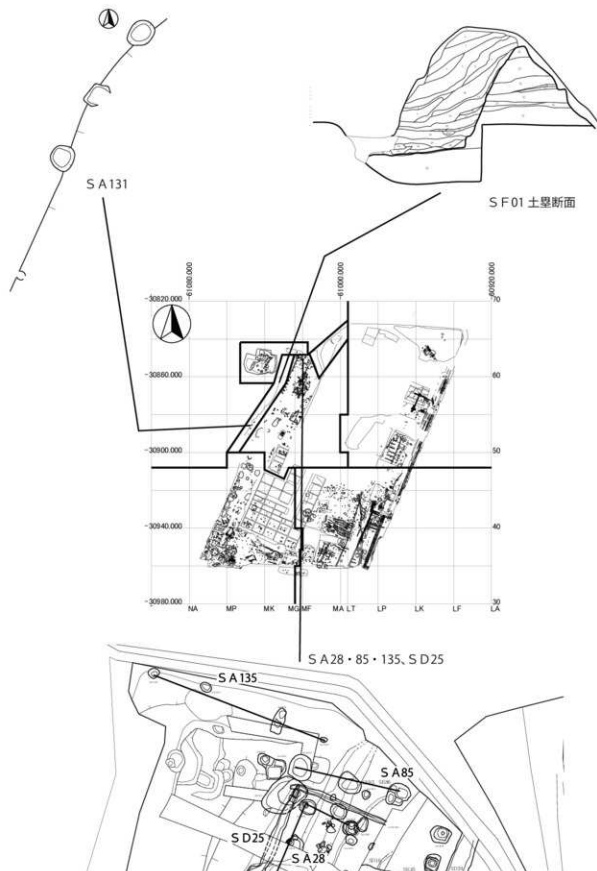 SA131
SF01 土塁断面
-61080.000
-61000.000
-60920.000
-30820.000
70
-30860.000
60
-30900.000
50
-30940.000
40
-30980.000
30
NA MP MK MG MF MA LT LP LK LF LA
SA28・85・135、SD25
SA135
SA85
SD25
SA28